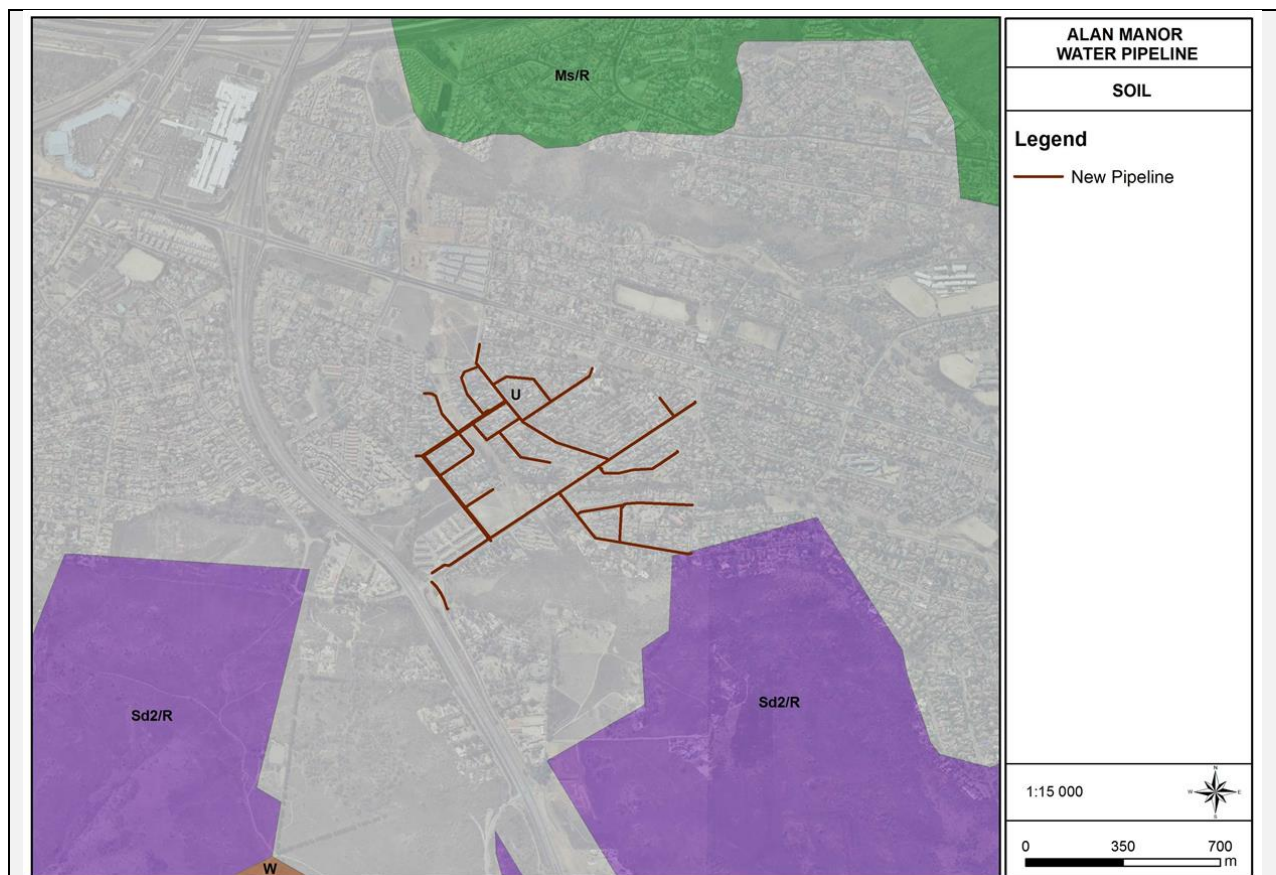 Ms/R
U
Sd2/R
Sd2/R
W
ALAN MANOR
WATER PIPELINE
SOIL
Legend
New Pipeline
1:15 000
N
W E
S
0 350 700
m